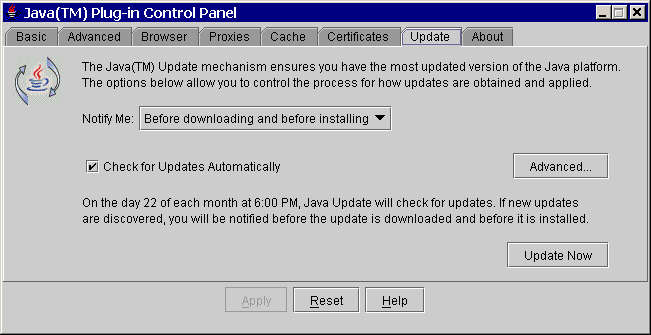 Java(TM) Plug-in Control Panel
Basic Advanced Browser Proxies Cache Certificates Update About
The Java(TM) Update mechanism ensures you have the most updated version of the Java platform.
The options below allow you to control the process for how updates are obtained and applied.
Notify Me: Before downloading and before installing
Check for Updates Automatically Advanced...
On the day 22 of each month at 6:00 PM, Java Update will check for updates. If new updates
are discovered, you will be notified before the update is downloaded and before it is installed.
Update Now
Apply Reset Help